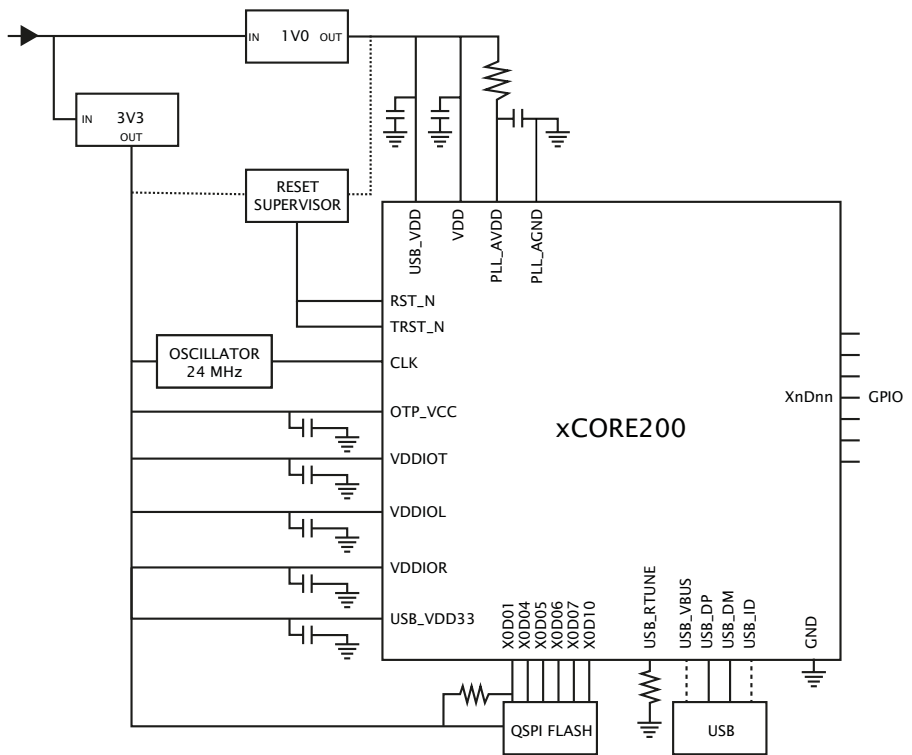 IN 1V0 OUT
IN 3V3
OUT
RESET
SUPERVISOR
USB_VDD
VDD
PLL_AVDD
PLL_AGND
RST_N
TRST_N
OSCILLATOR
24 MHz
CLK
XnDnn GPIO
OTP_VCC
xCORE200
VDDIOT
VDDIOL
VDDIOR
USB_VDD33
X0D01
X0D04
X0D05
X0D06
X0D07
X0D10
USB_RTUNE
USB_VBUS
USB_DP
USB_DM
USB_ID
GND
QSPI FLASH
USB